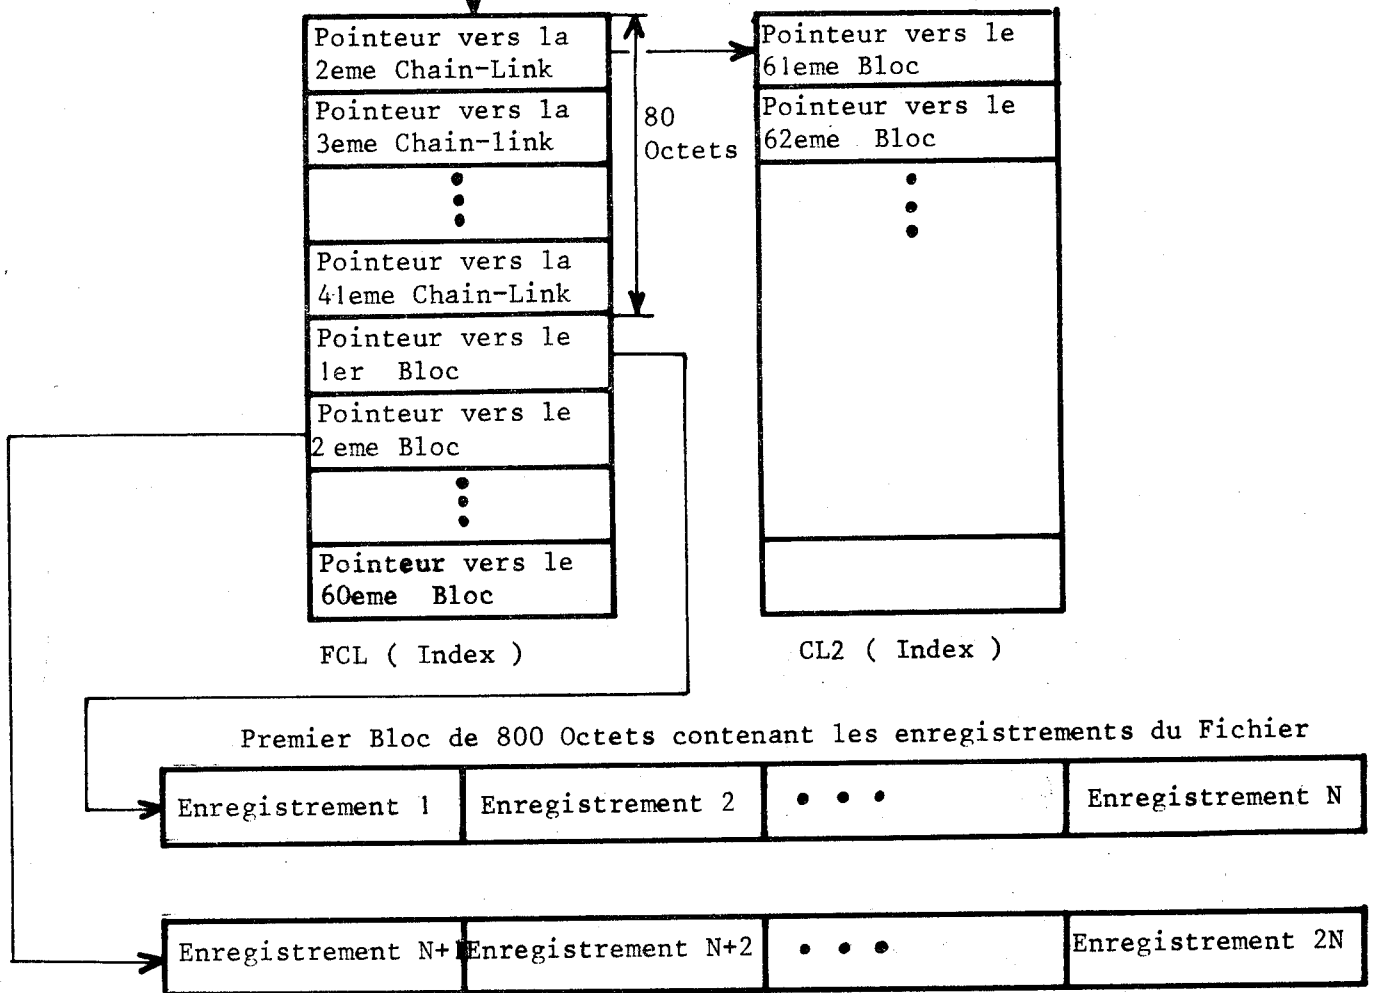 Pointeur vers la
2eme Chain-Link
Pointeur vers la
3eme Chain-link
Pointeur vers la
41eme Chain-Link
Pointeur vers le
1er Bloc
Pointeur vers le
2eme Bloc
Pointeur vers le
60eme Bloc
FCL ( Index )
80
Octets
Pointeur vers le
61eme Bloc
Pointeur vers le
62eme Bloc
CL2 ( Index )
Premier Bloc de 800 Octets contenant les enregistrements du Fichier
Enregistrement 1
Enregistrement 2
Enregistrement N
Enregistrement N+1
Enregistrement N+2
Enregistrement 2N